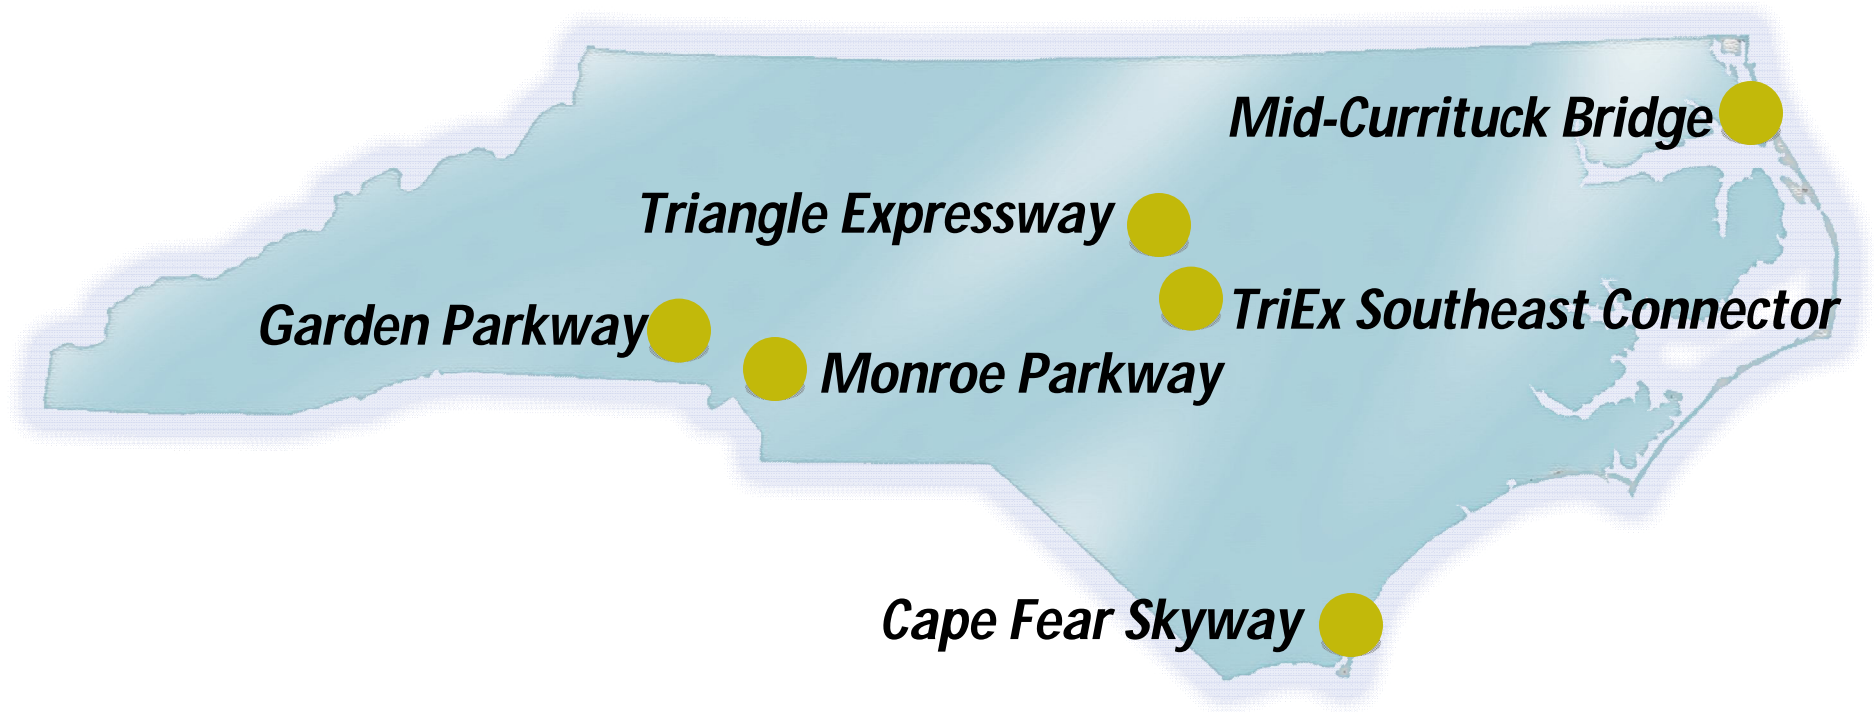 Mid-Currituck Bridge
Triangle Expressway
TriEx Southeast Connector
Garden Parkway
Monroe Parkway
Cape Fear Skyway